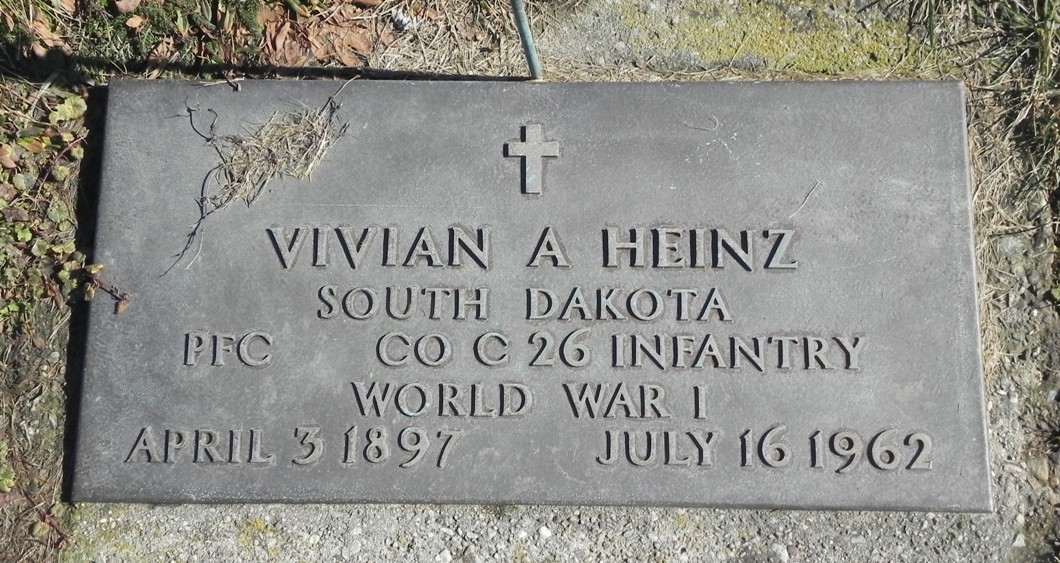 VIVIAN A HEINZ
SOUTH DAKOTA
PFC CO C 26 INFANTRY
WORLD WAR I
APRIL 3 1897 JULY 16 1962